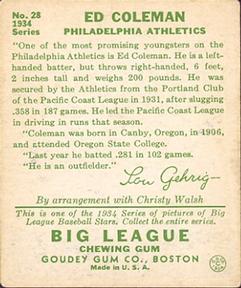 No. 28
1934
Series
ED COLEMAN
PHILADELPHIA ATHLETICS
"One of the most promising youngsters on the
Philadelphia Athletics is Ed Coleman. He is a left-
handed batter, but throws right-handed, 6 feet,
2 inches tall and weighs 200 pounds. He was
secured by the Athletics from the Portland Club
of the Pacific Coast League in 1931, after slugging
.358 in 187 games. He led the Pacific Coast League
in driving in runs that season.
"Coleman was born in Canby, Oregon, in 1906,
and attended Oregon State College.
"Last year he batted .281 in 102 games.
"He is an outfielder."
Lou Gehrig—
By arrangement with Christy Walsh
This is one of the 1934 Series of pictures of Big
League Baseball Stars. Collect the entire series.
BIG LEAGUE
CHEWING GUM
GOUDEY GUM CO., BOSTON
Made in U. S. A.